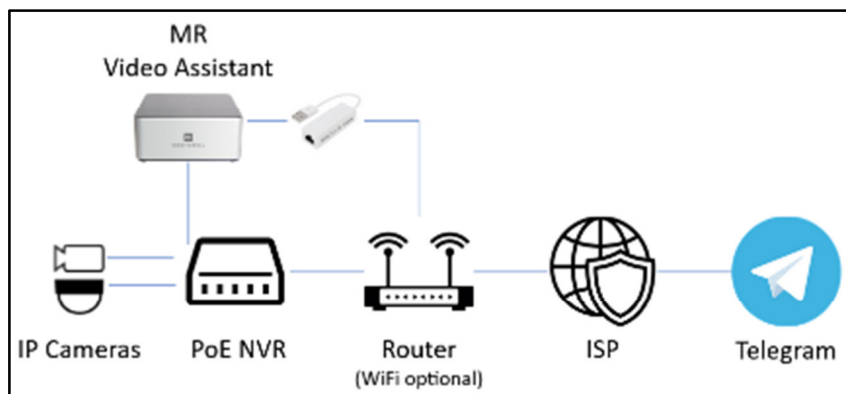 MR
Video Assistant
IP Cameras
PoE NVR
Router
(WiFi optional)
ISP
Telegram